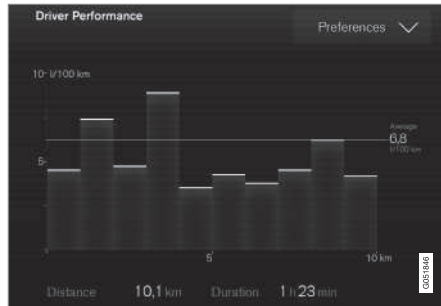 Driver Performance
Preferences
10 l/100 km
Average
6,8
l/100 km
5
5
10 km
Distance 10,1 km Duration 1 h 23 min
G051846